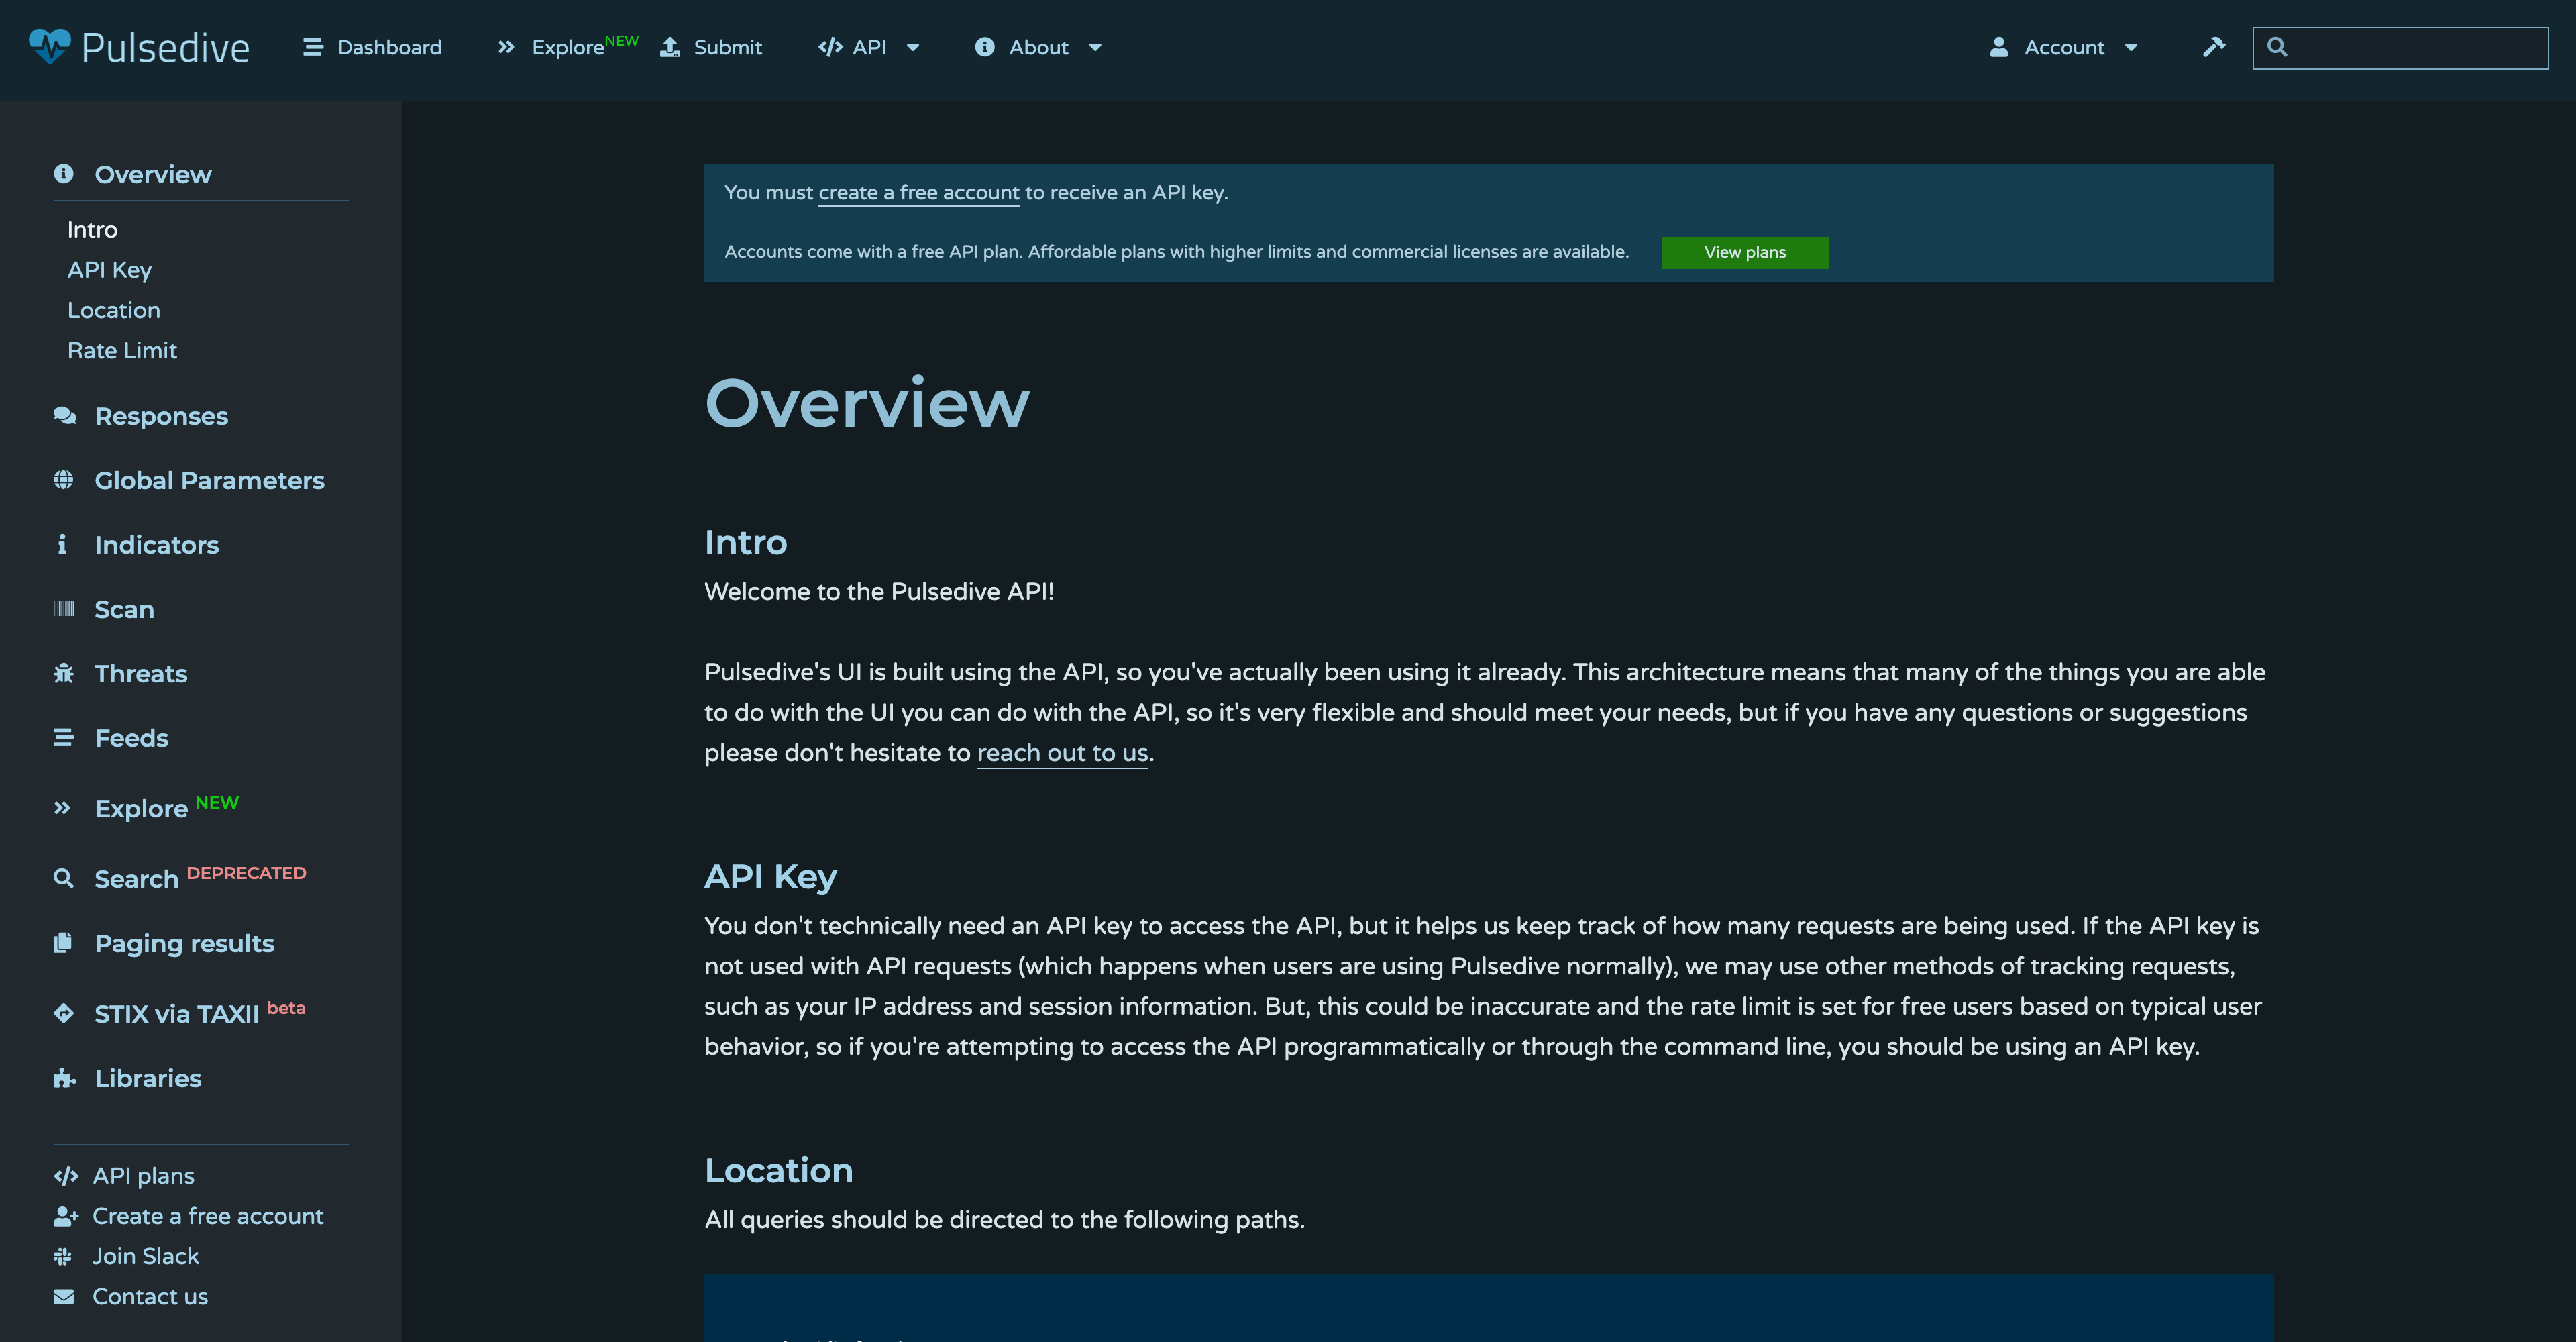 Pulsedive
Dashboard
Explore NEW
Submit
API
About
Account
Overview
Intro
API Key
Location
Rate Limit
Responses
Global Parameters
Indicators
Scan
Threats
Feeds
Explore NEW
Search DEPRECATED
Paging results
STIX via TAXII beta
Libraries
API plans
Create a free account
Join Slack
Contact us
You must create a free account to receive an API key.
Accounts come with a free API plan. Affordable plans with higher limits and commercial licenses are available.
View plans
Overview
Intro
Welcome to the Pulsedive API!
Pulsedive's UI is built using the API, so you've actually been using it already. This architecture means that many of the things you are able
to do with the UI you can do with the API, so it's very flexible and should meet your needs, but if you have any questions or suggestions
please don't hesitate to reach out to us.
API Key
You don't technically need an API key to access the API, but it helps us keep track of how many requests are being used. If the API key is
not used with API requests (which happens when users are using Pulsedive normally), we may use other methods of tracking requests,
such as your IP address and session information. But, this could be inaccurate and the rate limit is set for free users based on typical user
behavior, so if you're attempting to access the API programmatically or through the command line, you should be using an API key.
Location
All queries should be directed to the following paths.